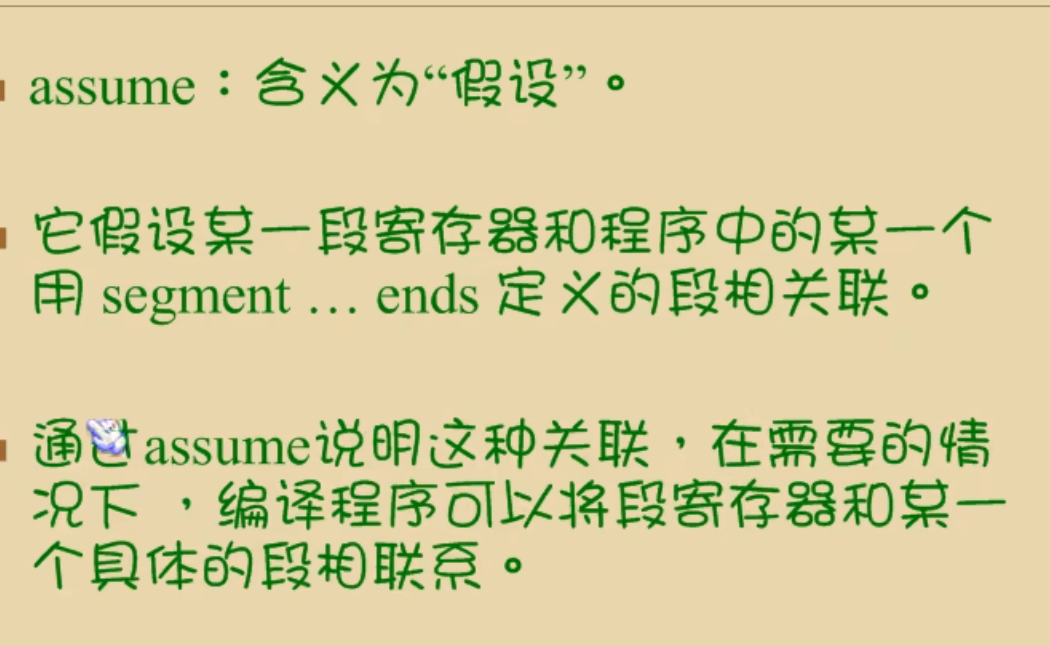 assume：含义为“假设”。
它假设某一段寄存器和程序中的某一个
用 segment … ends 定义的段相关联。
通过assume说明这种关联，在需要的情
况下 ，编译程序可以将段寄存器和某一
个具体的段相联系。